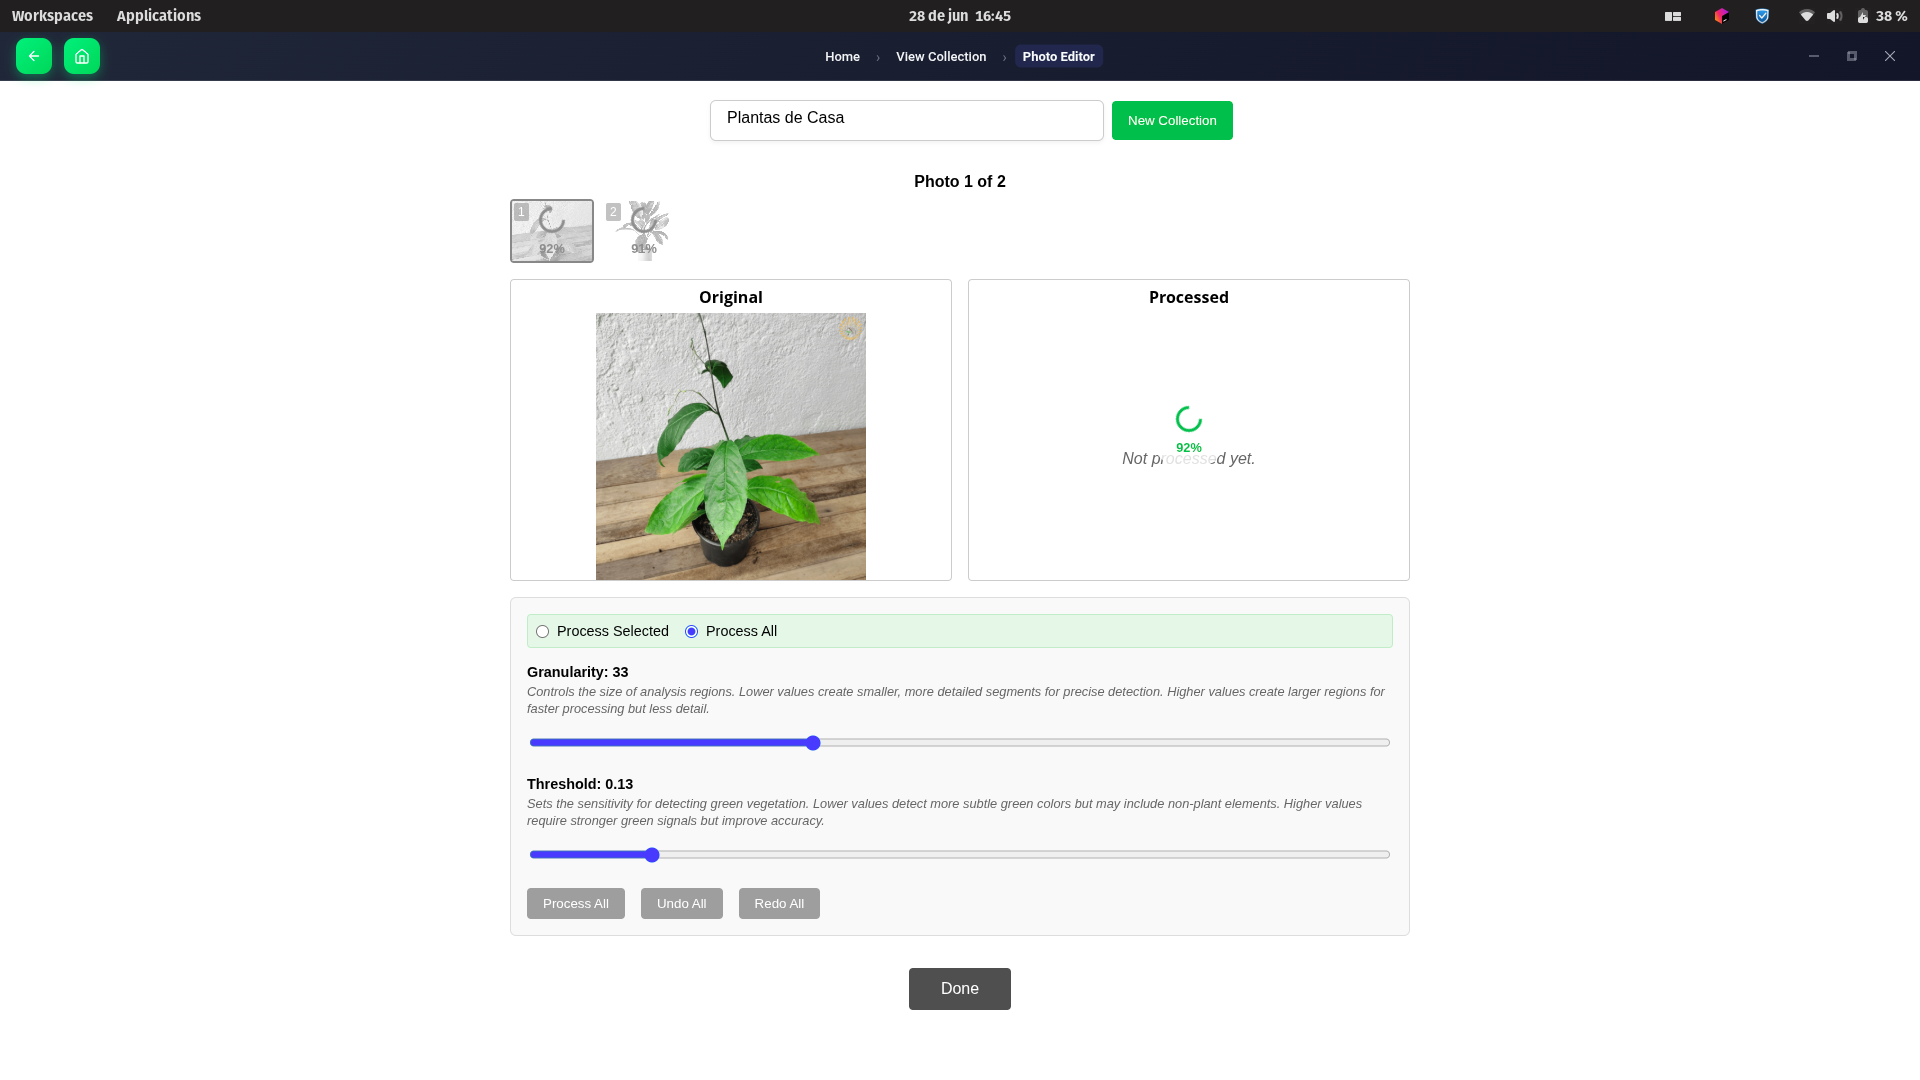 Workspaces Applications 28 de jun 16:45 38 %
Home › View Collection › Photo Editor
Plantas de Casa New Collection
Photo 1 of 2
1 2
92% 91%
Original Processed
92%
Not processed yet.
Process Selected Process All
Granularity: 33
Controls the size of analysis regions. Lower values create smaller, more detailed segments for precise detection. Higher values create larger regions for
faster processing but less detail.
Threshold: 0.13
Sets the sensitivity for detecting green vegetation. Lower values detect more subtle green colors but may include non-plant elements. Higher values
require stronger green signals but improve accuracy.
Process All Undo All Redo All
Done